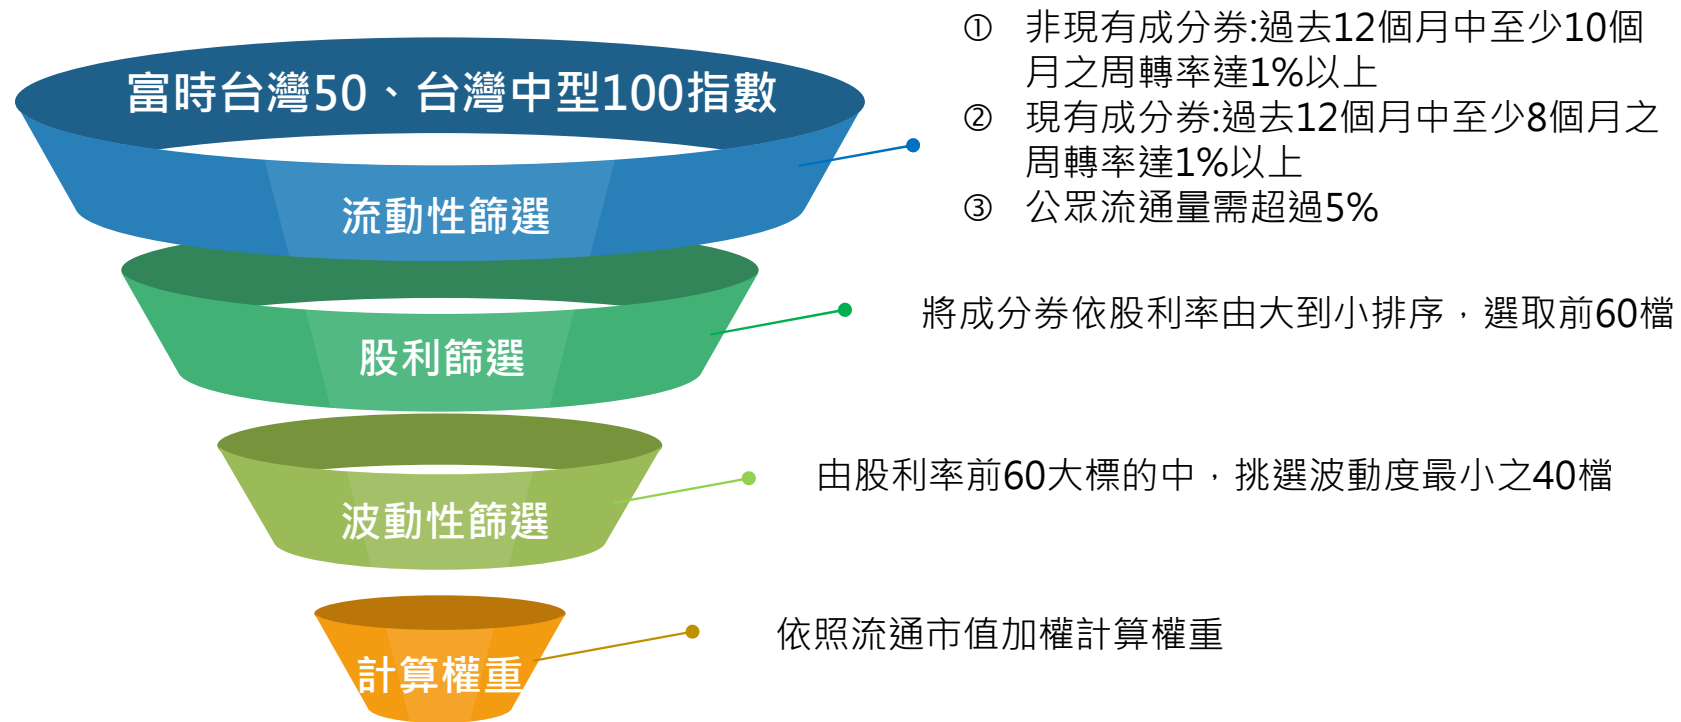 富時台灣50、台灣中型100指數
① 非現有成分券:過去12個月中至少10個
月之周轉率達1%以上
② 現有成分券:過去12個月中至少8個月之
周轉率達1%以上
③ 公眾流通量需超過5%
流動性篩選
將成分券依股利率由大到小排序，選取前60檔
股利篩選
由股利率前60大標的中，挑選波動度最小之40檔
波動性篩選
依照流通市值加權計算權重
計算權重